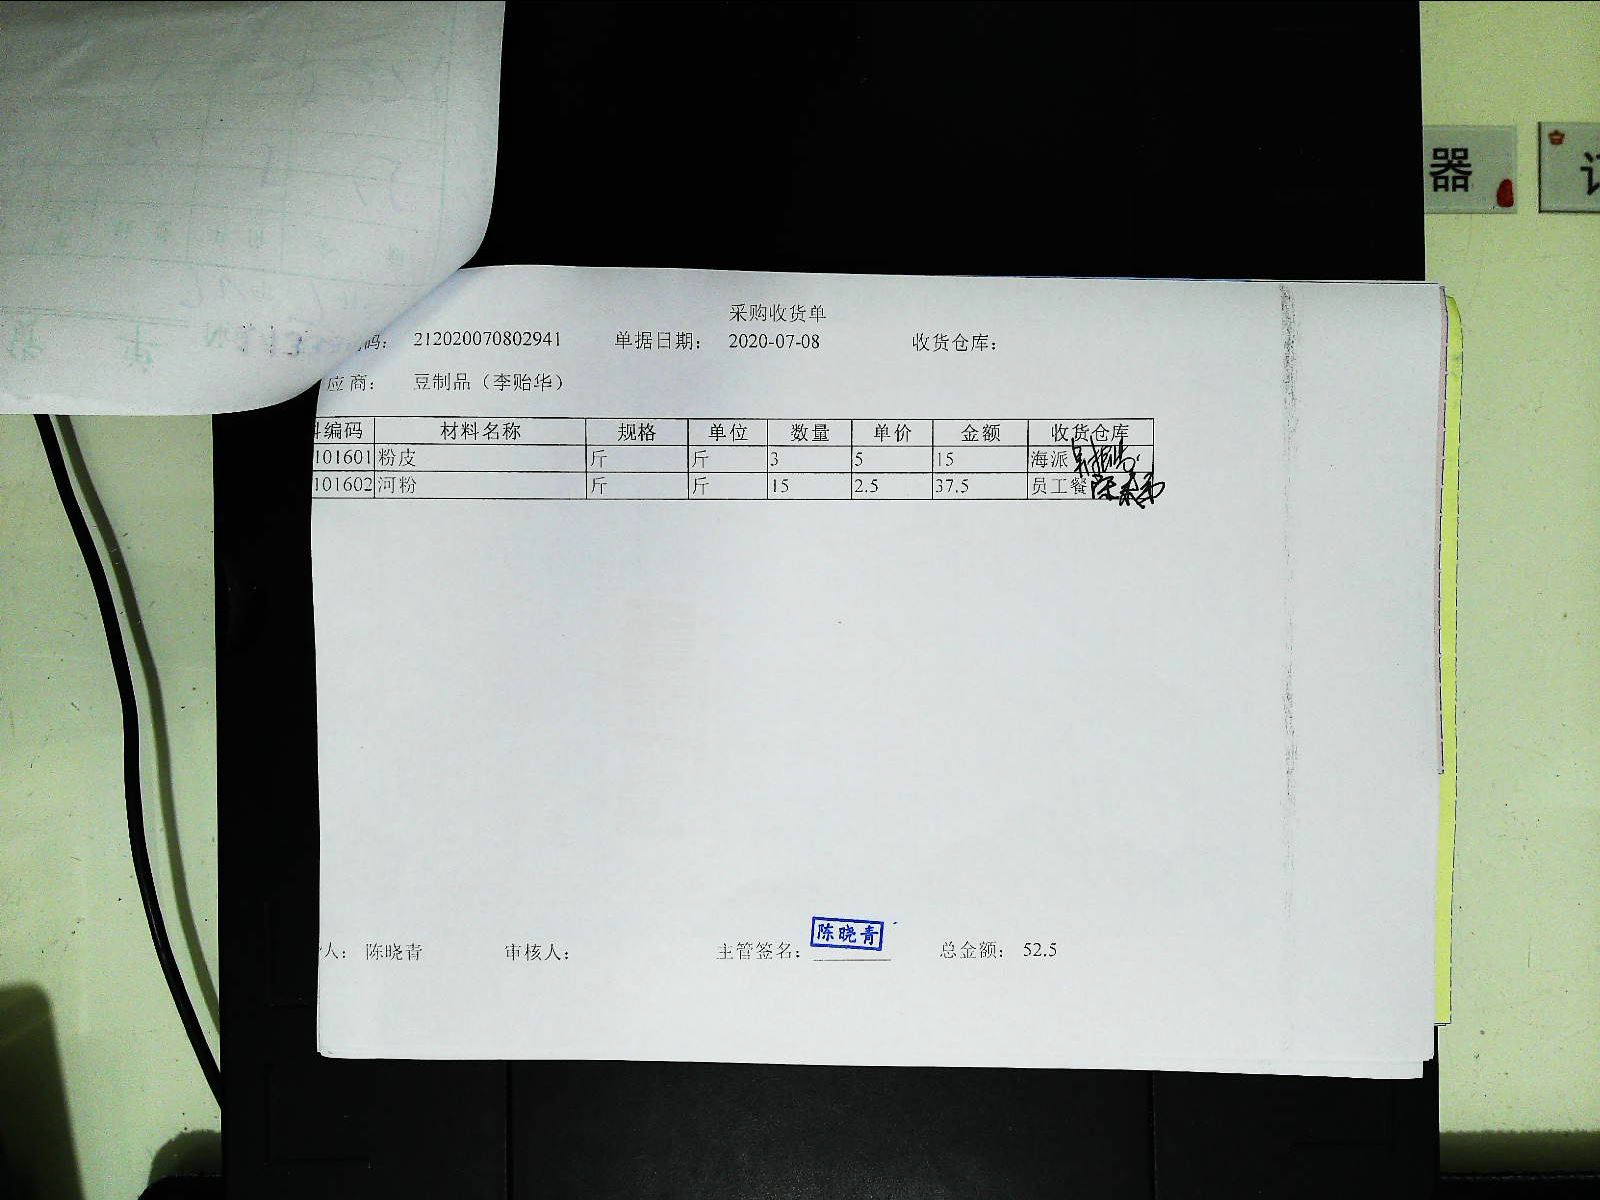 器
采购收货单
码： 212020070802941 单据日期： 2020-07-08 收货仓库：
应商： 豆制品（李贻华）
编码 材料名称 规格 单位 数量 单价 金额 收货仓库
101601 粉皮 斤 斤 3 5 15 海派
101602 河粉 斤 斤 15 2.5 37.5 员工餐
人： 陈晓青 审核人： 主管签名： 陈晓青 总金额： 52.5